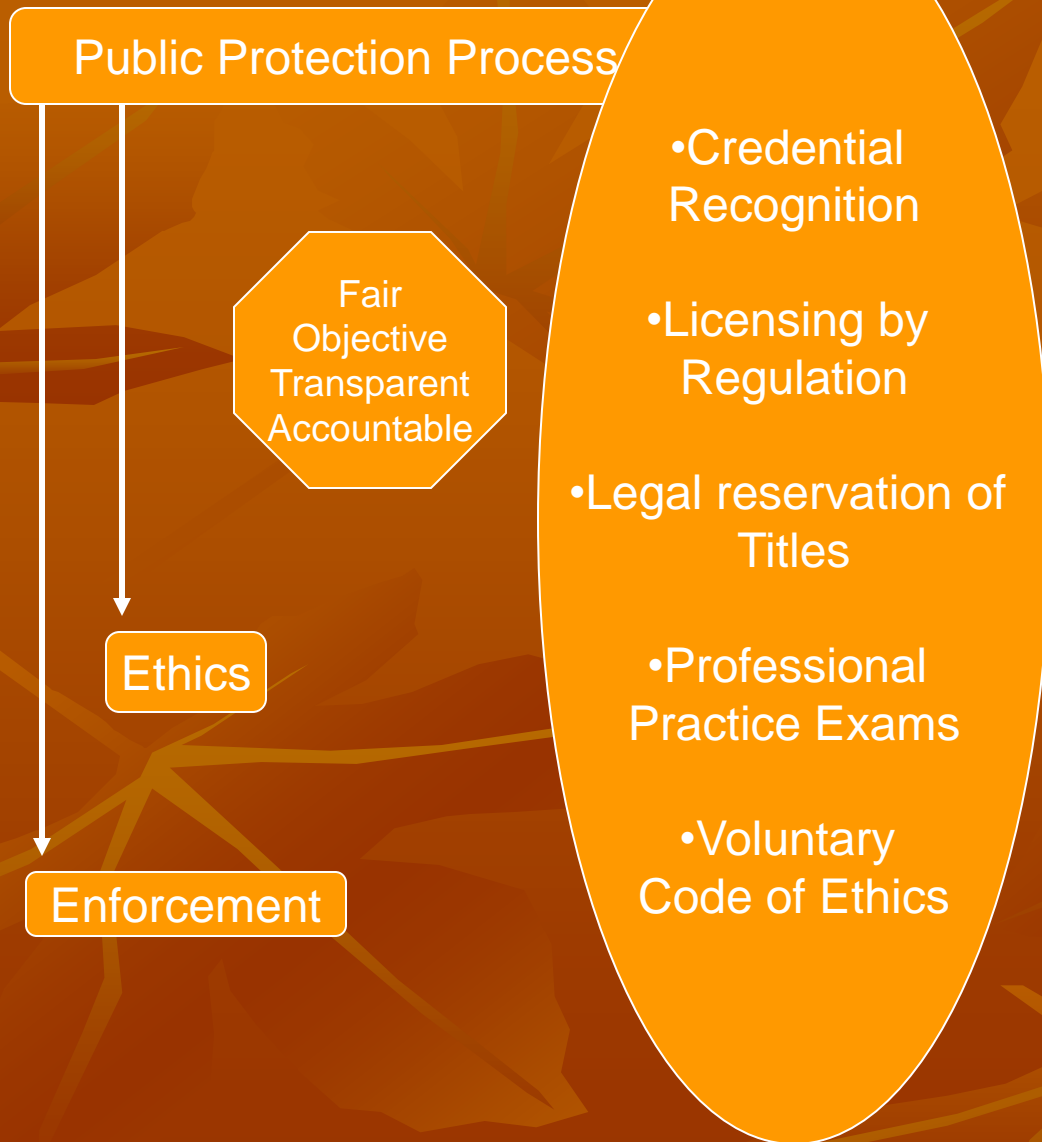 Public Protection Process
Fair
Objective
Transparent
Accountable
Ethics
Enforcement
•Credential
Recognition
•Licensing by
Regulation
•Legal reservation of
Titles
•Professional
Practice Exams
•Voluntary
Code of Ethics